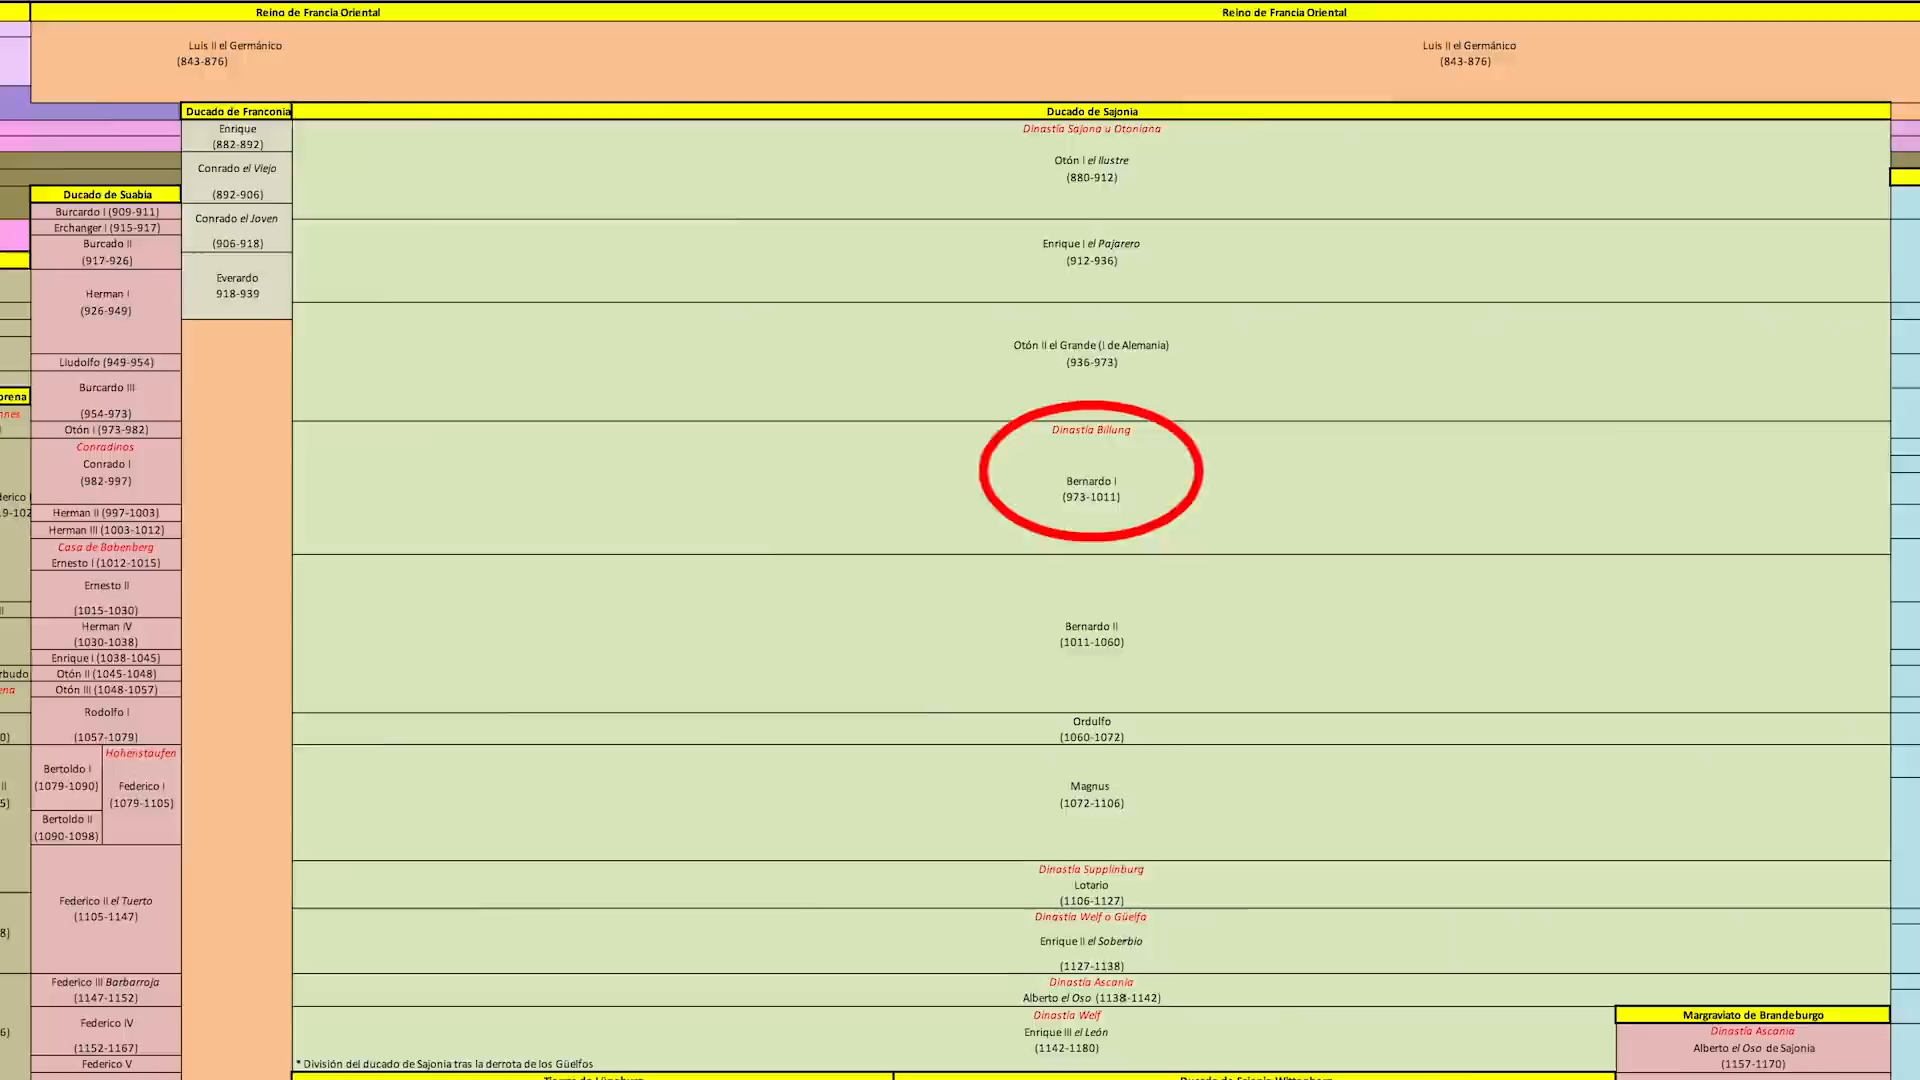 Reino de Francia Oriental
Reino de Francia Oriental
Luis II el Germánico
(843-876)
Luis II el Germánico
(843-876)
Ducado de Franconia
Enrique
(882-892)
Conrado el Viejo
(892-906)
Conrado el Joven
(906-918)
Everardo
918-939
Ducado de Suabia
Burcardo I (909-911)
Erchanger I (915-917)
Burcado II
(917-926)
Herman I
(926-949)
Lludolfo (949-954)
Burcardo III
(954-973)
Otón I (973-982)
Conradinos
Conrado I
(982-997)
Herman II (997-1003)
Herman III (1003-1012)
Casa de Babenberg
Ernesto I (1012-1015)
Ernesto II
(1015-1030)
Herman IV
(1030-1038)
Enrique I (1038-1045)
Otón II (1045-1048)
Otón III (1048-1057)
Rodolfo I
(1057-1079)
Bertoldo I
(1079-1090)
Bertoldo II
(1090-1098)
Hohenstaufen
Federico I
(1079-1105)
Federico II el Tuerto
(1105-1147)
Federico III Barbarroja
(1147-1152)
Federico IV
(1152-1167)
Federico V
Ducado de Sajonia
Dinastía Sajona u Otoniana
Otón I el Ilustre
(880-912)
Enrique I el Pajarero
(912-936)
Otón II el Grande (I de Alemania)
(936-973)
Dinastía Billung
Bernardo I
(973-1011)
Bernardo II
(1011-1060)
Ordulfo
(1060-1072)
Magnus
(1072-1106)
Dinastía Supplinburg
Lotario
(1106-1127)
Dinastía Welf o Güelfa
Enrique II el Soberbio
(1127-1138)
Dinastía Ascania
Alberto el Oso (1138-1142)
Dinastía Welf
Enrique III el León
(1142-1180)
* División del ducado de Sajonia tras la derrota de los Güelfos
Margraviato de Brandeburgo
Dinastía Ascania
Alberto el Oso de Sajonia
(1157-1170)